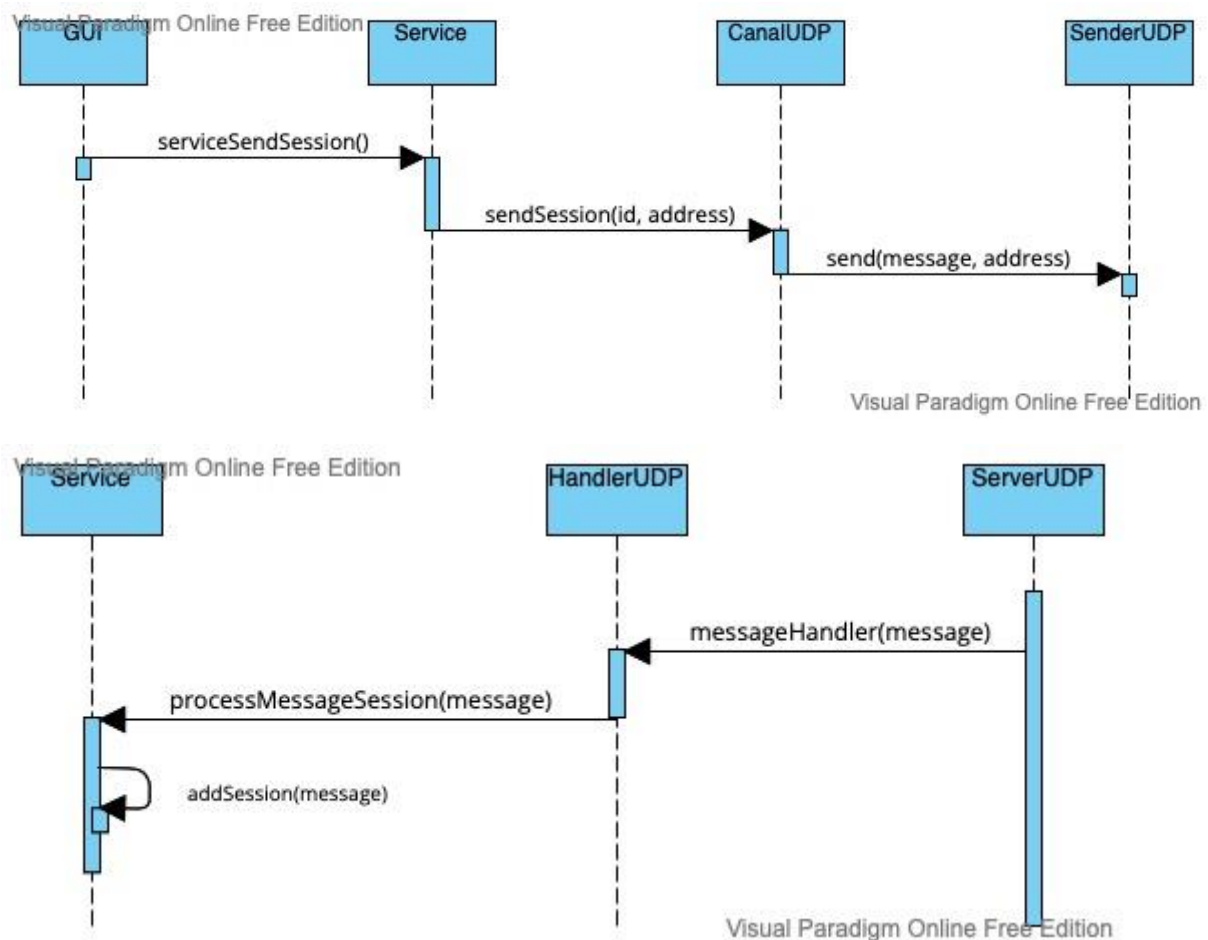 Visual Paradigm Online Free Edition
GUI
Service
CanalUDP
SenderUDP
serviceSendSession()
sendSession(id, address)
send(message, address)
Visual Paradigm Online Free Edition
Visual Paradigm Online Free Edition
Service
HandlerUDP
ServerUDP
messageHandler(message)
processMessageSession(message)
addSession(message)
Visual Paradigm Online Free Edition